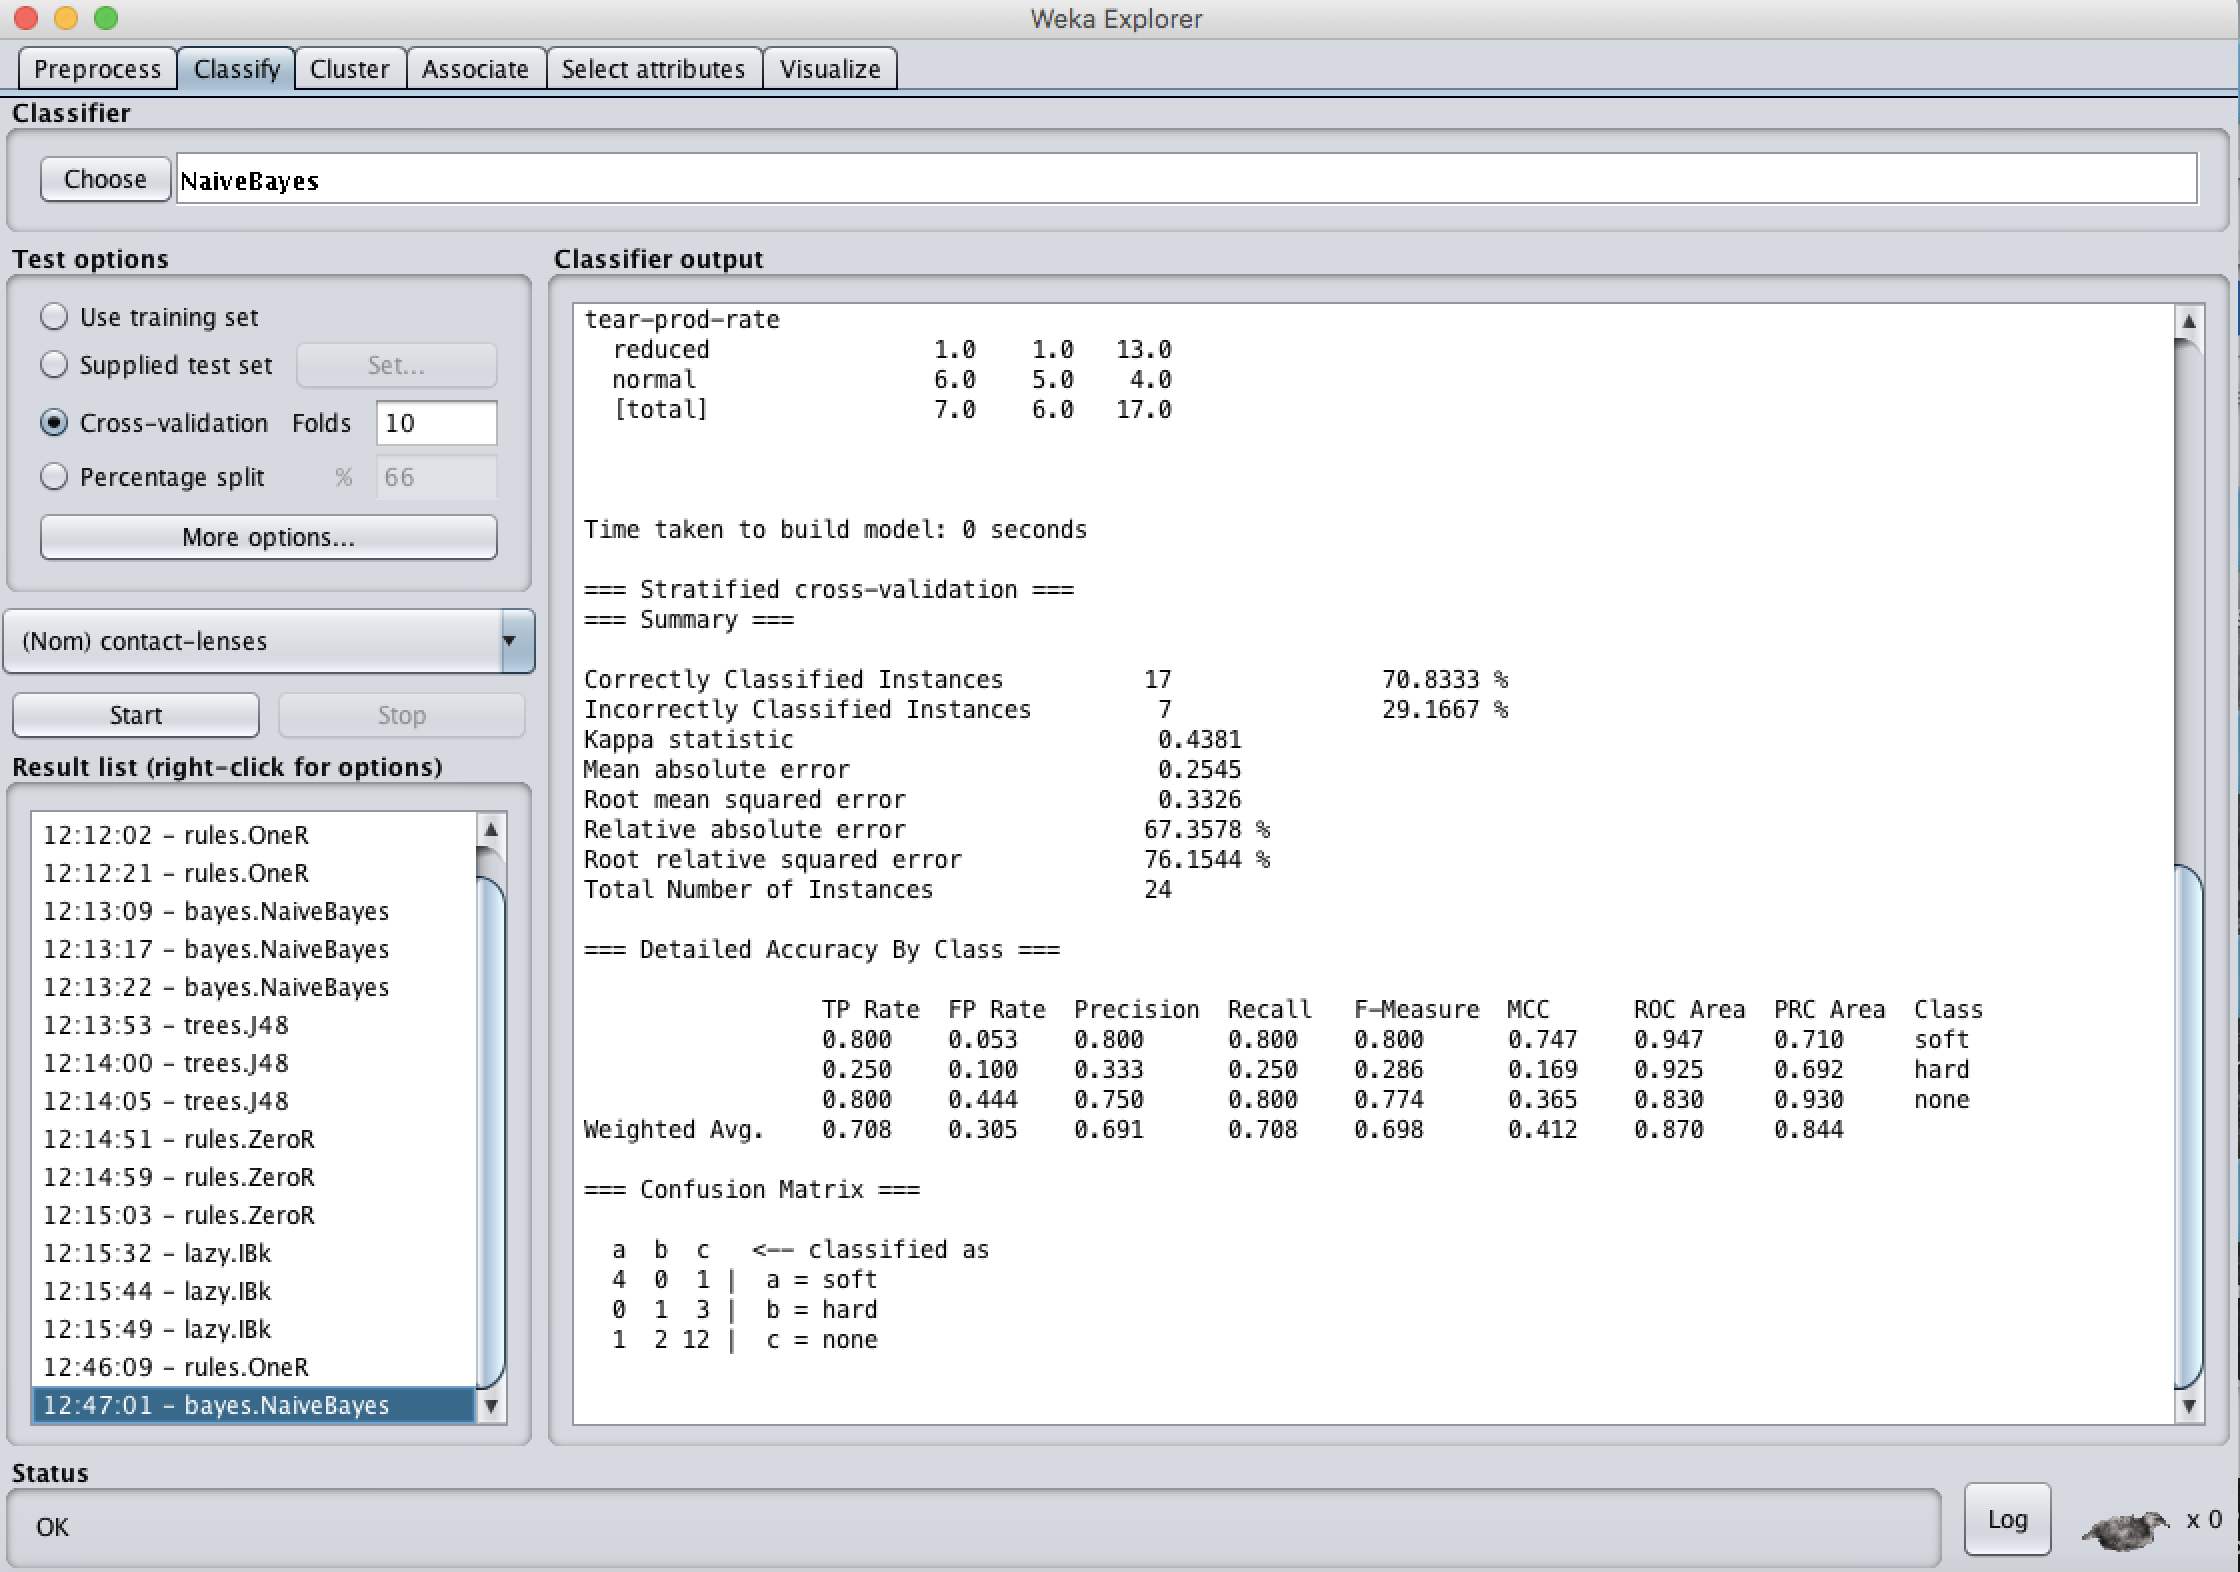 Weka Explorer
Preprocess Classify Cluster Associate Select attributes Visualize
Classifier
Choose NaiveBayes
Test options
Use training set
Supplied test set Set...
Cross-validation Folds 10
Percentage split % 66
More options...
(Nom) contact-lenses
Start Stop
Result list (right-click for options)
12:12:02 - rules.OneR
12:12:21 - rules.OneR
12:13:09 - bayes.NaiveBayes
12:13:17 - bayes.NaiveBayes
12:13:22 - bayes.NaiveBayes
12:13:53 - trees.J48
12:14:00 - trees.J48
12:14:05 - trees.J48
12:14:51 - rules.ZeroR
12:14:59 - rules.ZeroR
12:15:03 - rules.ZeroR
12:15:32 - lazy.IBk
12:15:44 - lazy.IBk
12:15:49 - lazy.IBk
12:46:09 - rules.OneR
12:47:01 - bayes.NaiveBayes
Classifier output
tear-prod-rate
reduced 1.0 1.0 13.0
normal 6.0 5.0 4.0
[total] 7.0 6.0 17.0
Time taken to build model: 0 seconds
=== Stratified cross-validation ===
=== Summary ===
Correctly Classified Instances 17 70.8333 %
Incorrectly Classified Instances 7 29.1667 %
Kappa statistic 0.4381
Mean absolute error 0.2545
Root mean squared error 0.3326
Relative absolute error 67.3578 %
Root relative squared error 76.1544 %
Total Number of Instances 24
=== Detailed Accuracy By Class ===
TP Rate FP Rate Precision Recall F-Measure MCC ROC Area PRC Area Class
0.800 0.053 0.800 0.800 0.800 0.747 0.947 0.710 soft
0.250 0.100 0.333 0.250 0.286 0.169 0.925 0.692 hard
0.800 0.444 0.750 0.800 0.774 0.365 0.830 0.930 none
Weighted Avg. 0.708 0.305 0.691 0.708 0.698 0.412 0.870 0.844
=== Confusion Matrix ===
a b c <-- classified as
4 0 1 | a = soft
0 1 3 | b = hard
1 2 12 | c = none
Status
OK
Log x 0